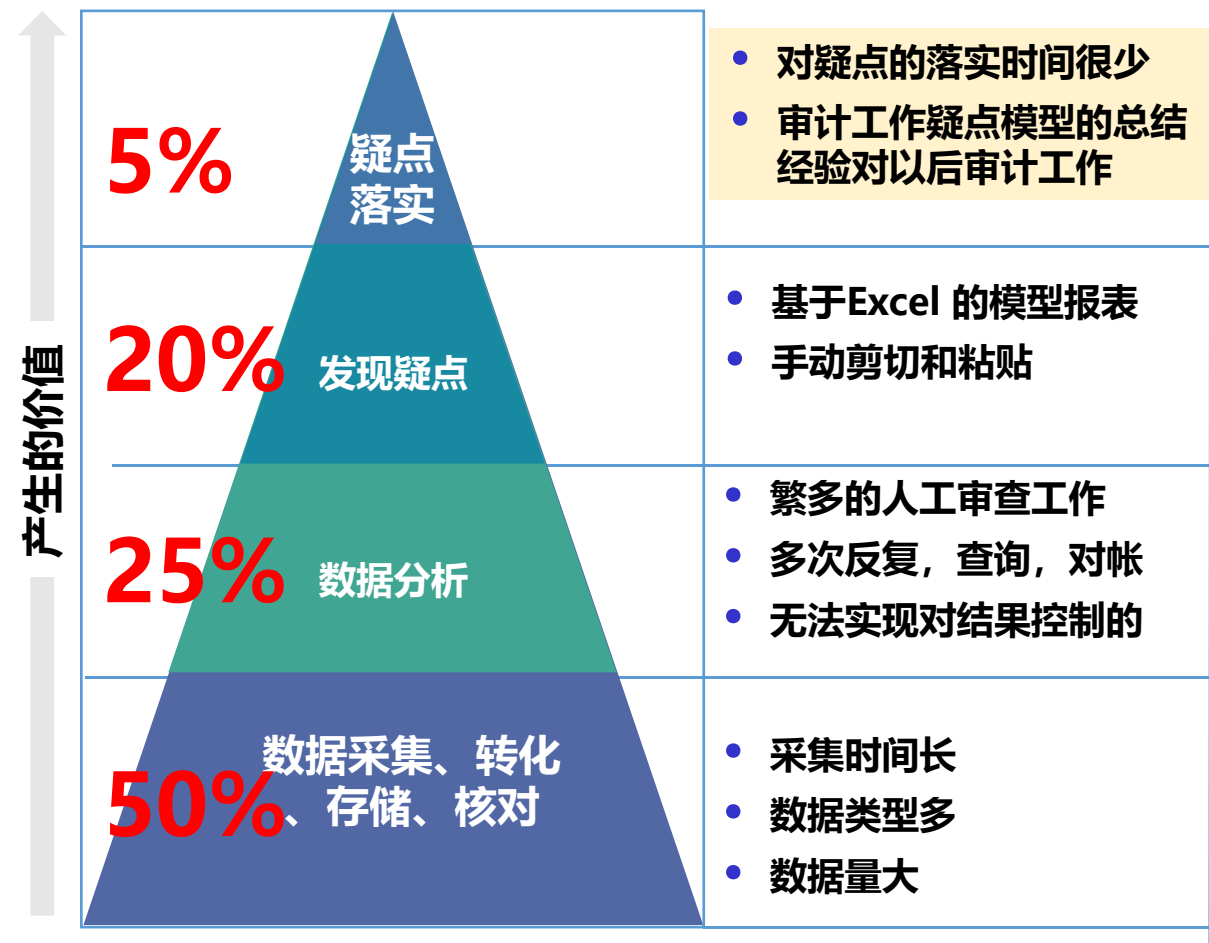 产生的价值
5%
疑点
落实
对疑点的落实时间很少
审计工作疑点模型的总结
经验对以后审计工作
20%
发现疑点
基于Excel 的模型报表
手动剪切和粘贴
25%
数据分析
繁多的人工审查工作
多次反复，查询，对帐
无法实现对结果控制的
50%
数据采集、转化
、存储、核对
采集时间长
数据类型多
数据量大